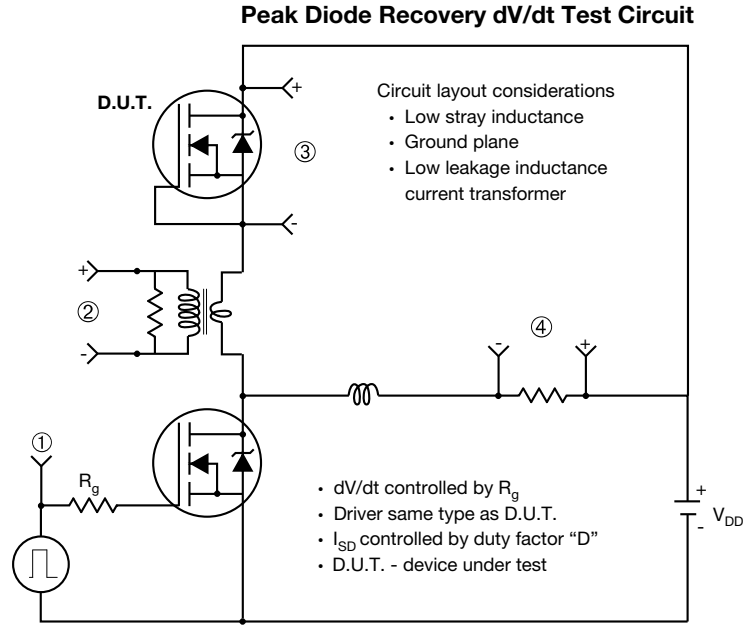 Peak Diode Recovery dV/dt Test Circuit
D.U.T.
+
③
-
Circuit layout considerations
• Low stray inductance
• Ground plane
• Low leakage inductance
current transformer
+
②
-
-
④
+
①
Rg
• dV/dt controlled by Rg
• Driver same type as D.U.T.
• ISD controlled by duty factor “D”
• D.U.T. - device under test
+
-
VDD